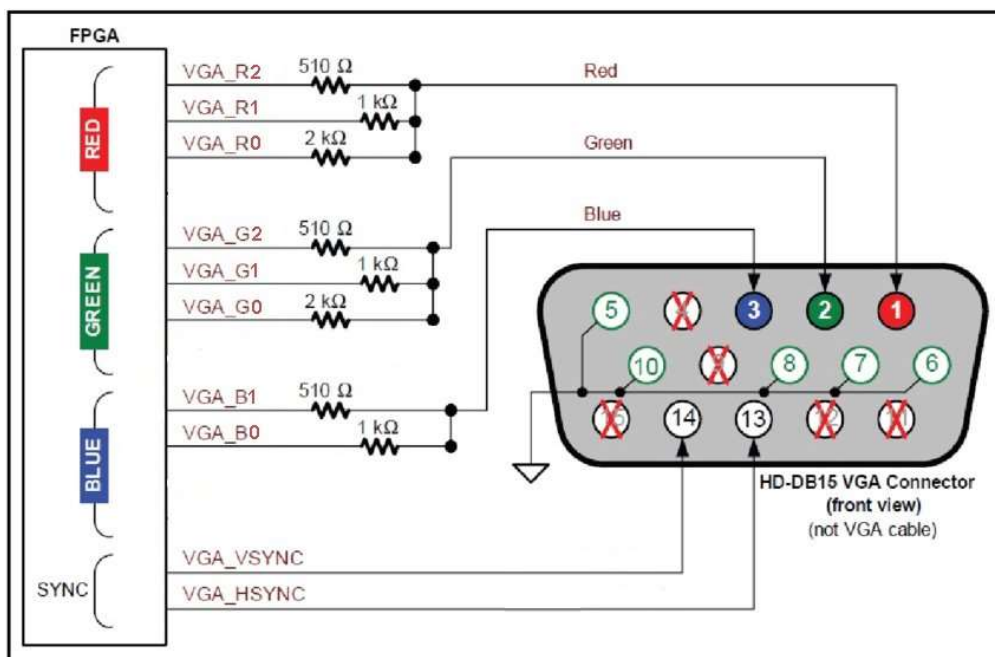 FPGA
RED
VGA_R2
510 Ω
Red
VGA_R1
1 kΩ
VGA_R0
2 kΩ
Green
Blue
GREEN
VGA_G2
510 Ω
VGA_G1
1 kΩ
VGA_G0
2 kΩ
BLUE
VGA_B1
510 Ω
VGA_B0
1 kΩ
5
3
2
1
10
8
7
6
14
13
HD-DB15 VGA Connector
(front view)
(not VGA cable)
SYNC
VGA_VSYNC
VGA_HSYNC